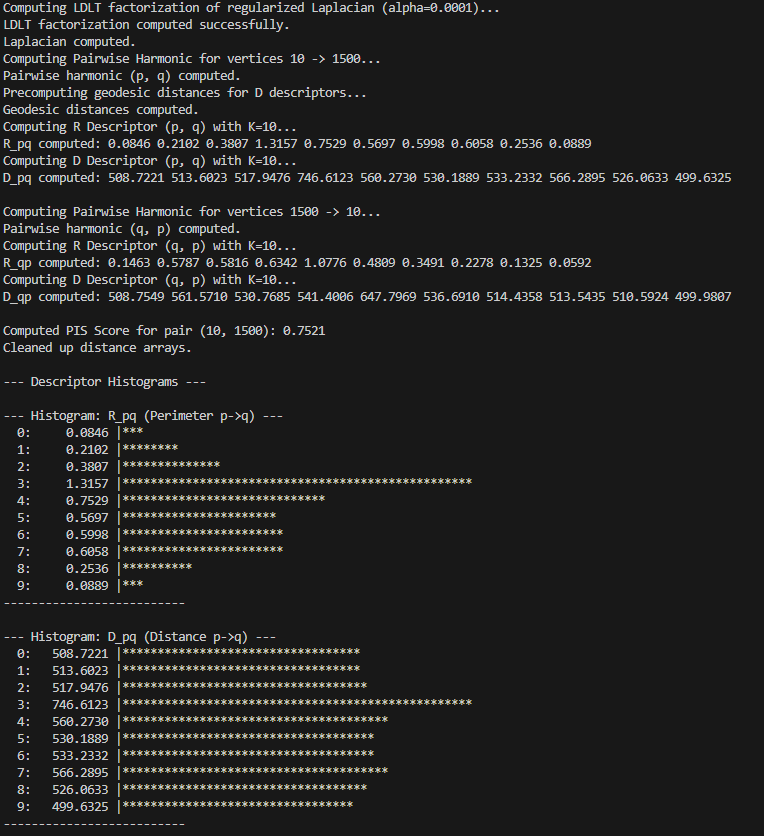 Computing LDLT factorization of regularized Laplacian (alpha=0.0001)...
LDLT factorization computed successfully.
Laplacian computed.
Computing Pairwise Harmonic for vertices 10 -> 1500...
Pairwise harmonic (p, q) computed.
Precomputing geodesic distances for D descriptors...
Geodesic distances computed.
Computing R Descriptor (p, q) with K=10...
R_pq computed: 0.0846 0.2102 0.3807 1.3157 0.7529 0.5697 0.5998 0.6058 0.2536 0.0889
Computing D Descriptor (p, q) with K=10...
D_pq computed: 508.7221 513.6023 517.9476 746.6123 560.2730 530.1889 533.2332 566.2895 526.0633 499.6325

Computing Pairwise Harmonic for vertices 1500 -> 10...
Pairwise harmonic (q, p) computed.
Computing R Descriptor (q, p) with K=10...
R_qp computed: 0.1463 0.5787 0.5816 0.6342 1.0776 0.4809 0.3491 0.2278 0.1325 0.0592
Computing D Descriptor (q, p) with K=10...
D_qp computed: 508.7549 561.5710 530.7685 541.4006 647.7969 536.6910 514.4358 513.5435 510.5924 499.9807

Computed PIS Score for pair (10, 1500): 0.7521
Cleaned up distance arrays.

--- Descriptor Histograms ---

--- Histogram: R_pq (Perimeter p->q) ---
  0:     0.0846 |***
  1:     0.2102 |********
  2:     0.3807 |**************
  3:     1.3157 |**************************************************
  4:     0.7529 |*****************************
  5:     0.5697 |**********************
  6:     0.5998 |***********************
  7:     0.6058 |***********************
  8:     0.2536 |**********
  9:     0.0889 |***
--------------------------

--- Histogram: D_pq (Distance p->q) ---
  0:   508.7221 |**********************************
  1:   513.6023 |**********************************
  2:   517.9476 |***********************************
  3:   746.6123 |**************************************************
  4:   560.2730 |**************************************
  5:   530.1889 |************************************
  6:   533.2332 |************************************
  7:   566.2895 |**************************************
  8:   526.0633 |***********************************
  9:   499.6325 |*********************************
--------------------------